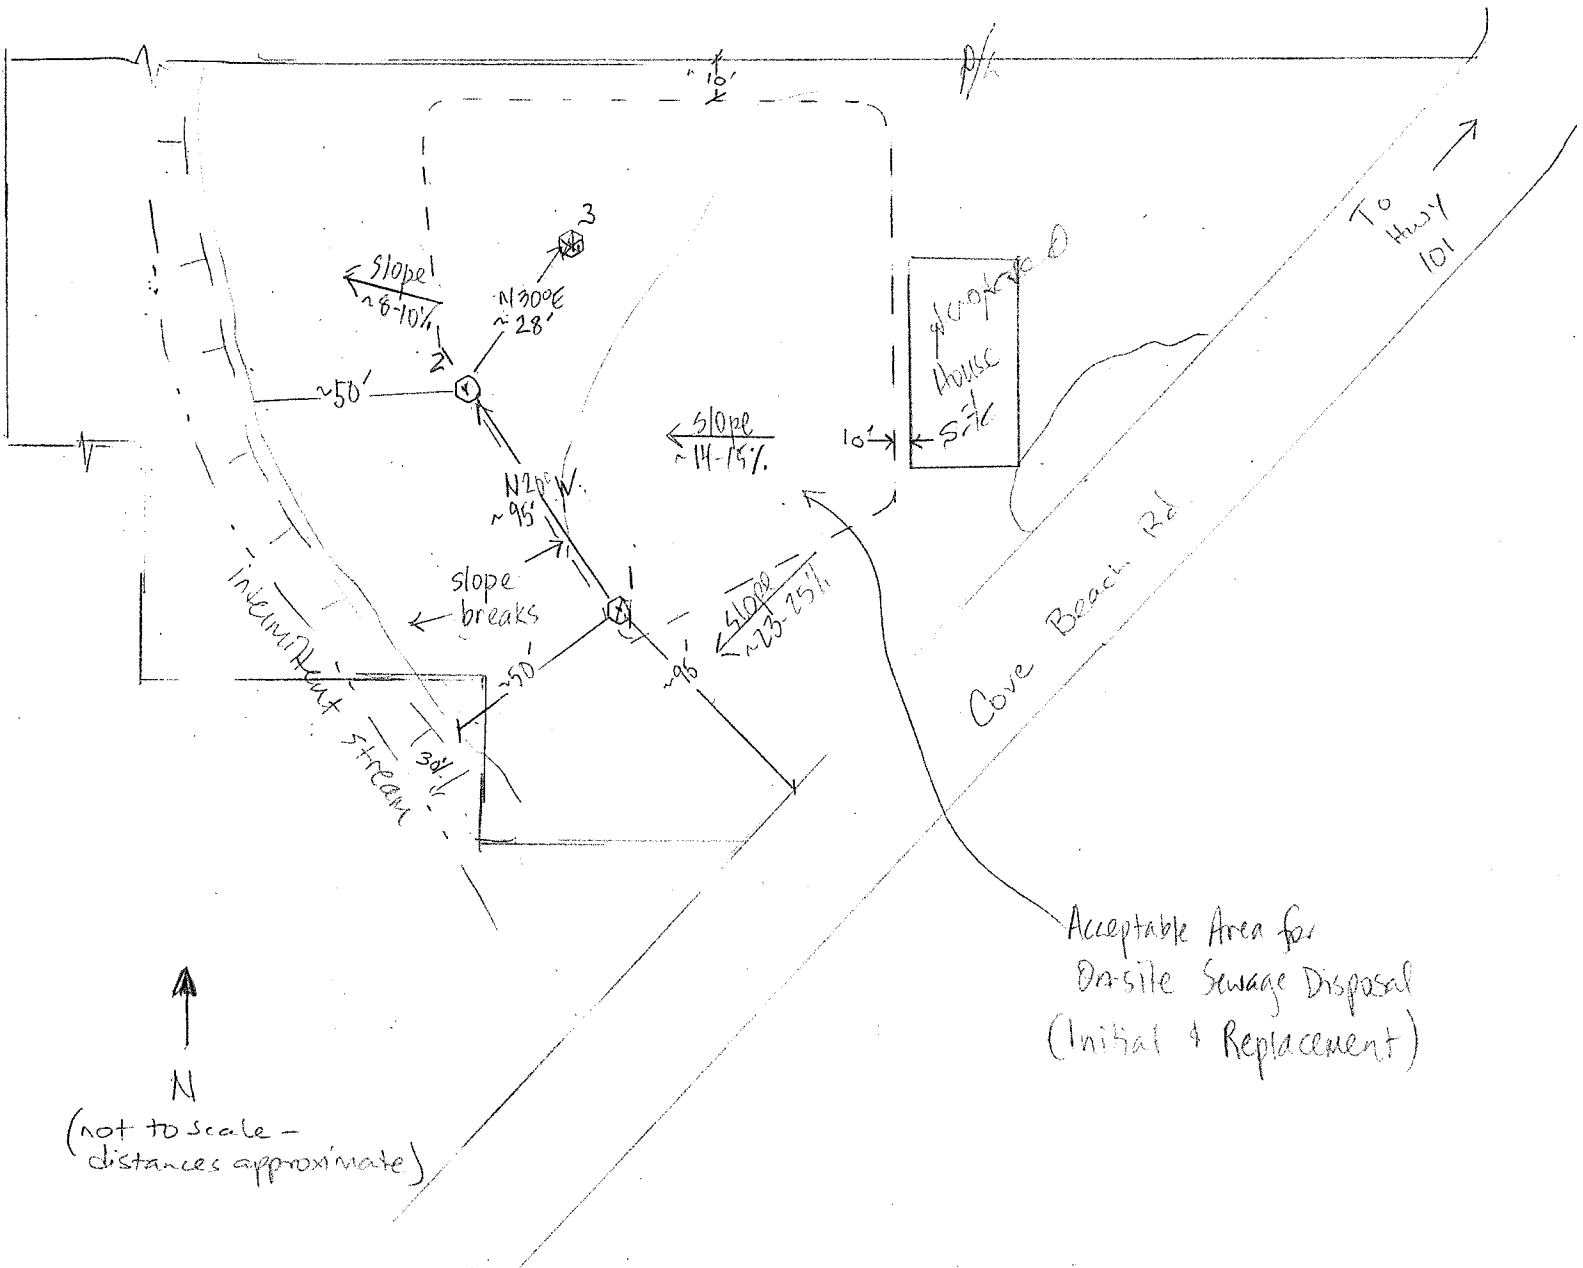 P/L
10'
3
slope
~8-10%
N30°E
~28'
2
~50'
slope
~14-15%
10'
House
site
To
Hwy
101
~95'
slope
breaks
1
slope
~23-25%
~50'
~95'
intermittent
stream
30%
Cove Beach Rd
Acceptable Area for
On-site Sewage Disposal
(Initial & Replacement)
N
(not to scale -
distances approximate)